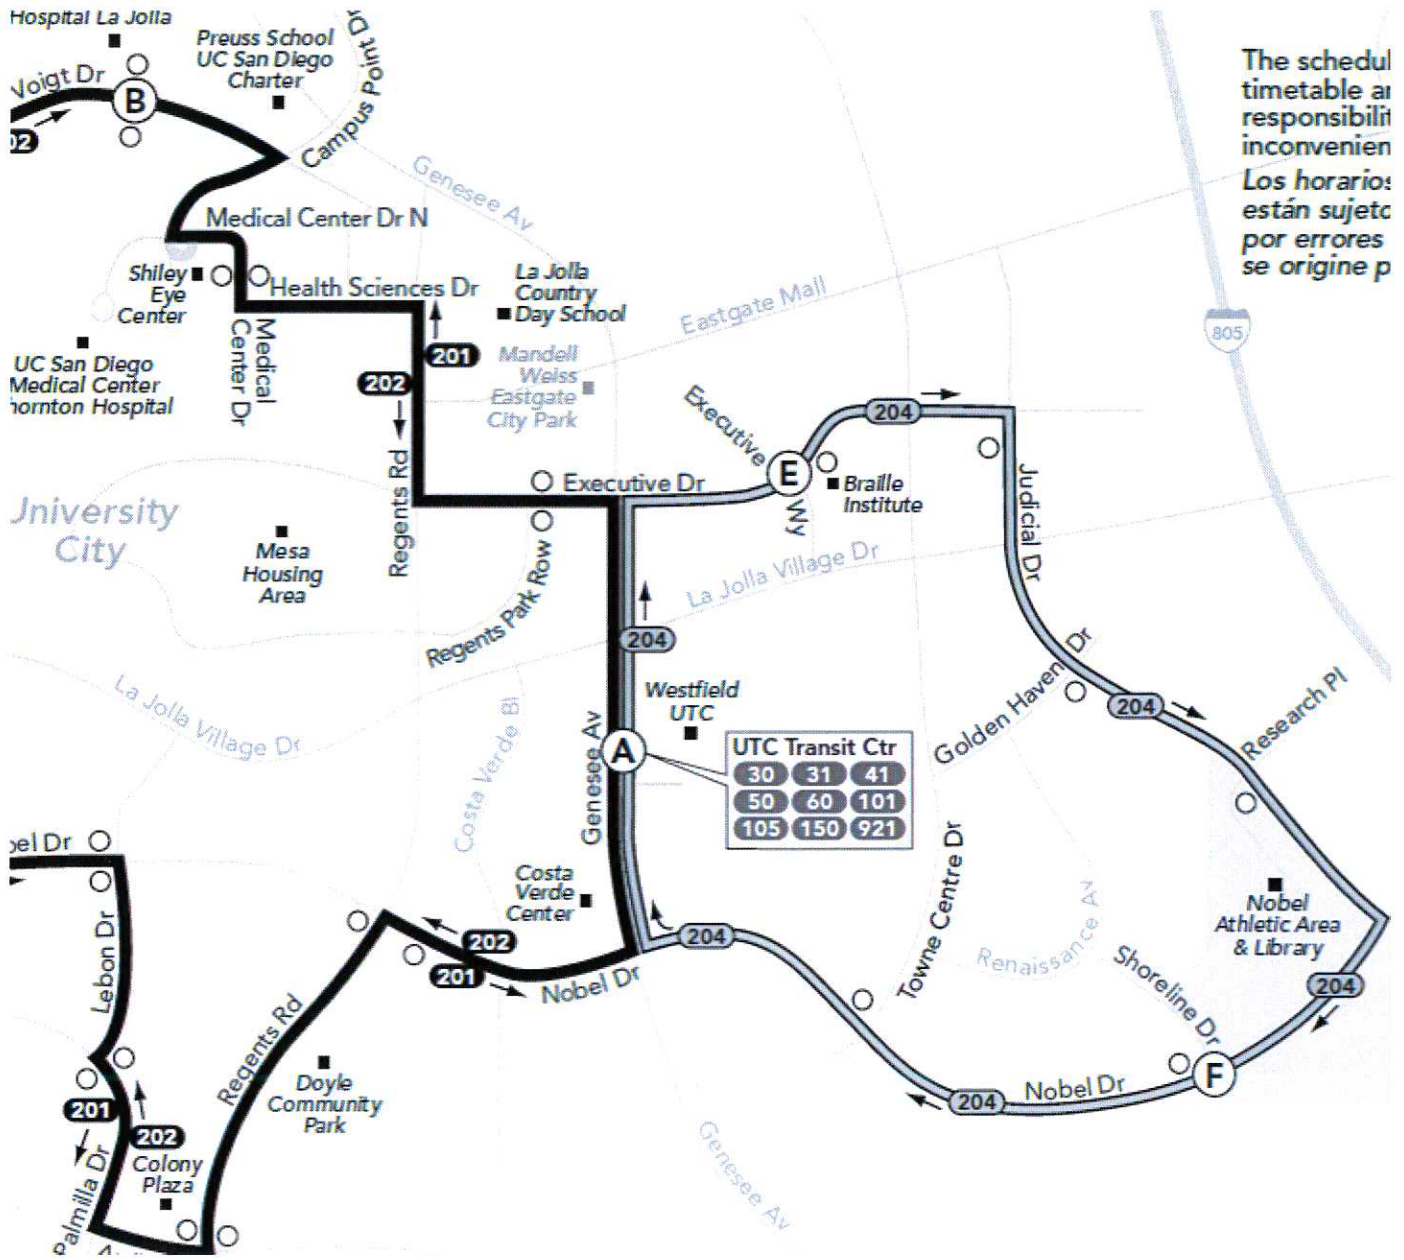 Hospital La Jolla
Preuss School
UC San Diego
Charter
Campus Point Dr
Voigt Dr
B
202
Genesee Av
Medical Center Dr N
Shiley
Eye
Center
Health Sciences Dr
La Jolla
Country
Day School
Medical
Center Dr
UC San Diego
Medical Center
Thornton Hospital
201
202
Mandell
Weiss
Eastgate
City Park
Eastgate Mall
805
The schedul
timetable ar
responsibilit
inconvenien
Los horarios
están sujeto
por errores
se origine p
University
City
Mesa
Housing
Area
Regents Rd
Executive Dr
Executive
Wy
E
204
Braille
Institute
Judicial Dr
Regents Park Row
La Jolla Village Dr
204
Westfield
UTC
La Jolla Village Dr
Costa Verde Bl
Genesee Av
A
UTC Transit Ctr
30 31 41
50 60 101
105 150 921
Golden Haven Dr
204
Research Pl
Nobel Dr
Lebon Dr
Costa
Verde
Center
Towne Centre Dr
Renaissance Av
Nobel
Athletic Area
& Library
Shoreline Dr
204
202
201
Nobel Dr
204
Regents Rd
Doyle
Community
Park
F
Nobel Dr
204
201
202
Colony
Plaza
Palmilla Dr
Genesee Av